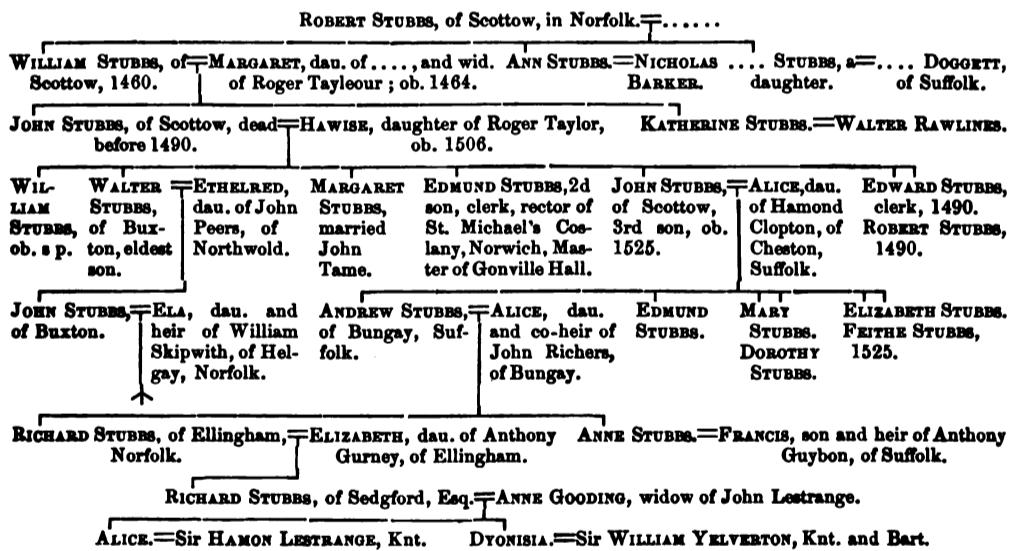 ROBERT STUBBS, of Scottow, in Norfolk.=......
WILLIAM STUBBS, of=MARGARET, dau. of ...., and wid. ANN STUBBS.=NICHOLAS .... STUBBS, a=.... DOGGETT,
Scottow, 1460. of Roger Tayleour ; ob. 1464. BARKER. daughter. of Suffolk.
JOHN STUBBS, of Scottow, dead=HAWISE, daughter of Roger Taylor, KATHERINE STUBBS.=WALTER RAWLINES.
before 1490. ob. 1506.
WIL-
LIAM
STUBBS,
ob. s p.
WALTER
STUBBS,
of Bux-
ton, eldest
son.
=ETHELRED,
dau. of John
Peers, of
Northwold.
MARGARET
STUBBS,
married
John
Tame.
EDMUND STUBBS, 2d
son, clerk, rector of
St. Michael's Cos-
lany, Norwich, Mas-
ter of Gonville Hall.
JOHN STUBBS,
of Scottow,
3rd son, ob.
1525.
=ALICE, dau.
of Hamond
Clopton, of
Cheston,
Suffolk.
EDWARD STUBBS,
clerk, 1490.
ROBERT STUBBS,
1490.
JOHN STUBBS,
of Buxton.
=ELA, dau. and
heir of William
Skipwith, of Hel-
gay, Norfolk.
ANDREW STUBBS,
of Bungay, Suf-
folk.
=ALICE, dau.
and co-heir of
John Richers,
of Bungay.
EDMUND
STUBBS.
MARY
STUBBS.
DOROTHY
STUBBS.
ELIZABETH STUBBS.
FEITHE STUBBS,
1525.
RICHARD STUBBS, of Ellingham,=ELIZABETH, dau. of Anthony ANNE STUBBS.=FRANCIS, son and heir of Anthony
Norfolk. Gurney, of Ellingham. Guybon, of Suffolk.
RICHARD STUBBS, of Sedgford, Esq.=ANNE GOODING, widow of John Lestrange.
ALICE.=Sir HAMON LESTRANGE, Knt. DYONISIA.=Sir WILLIAM YELVERTON, Knt. and Bart.